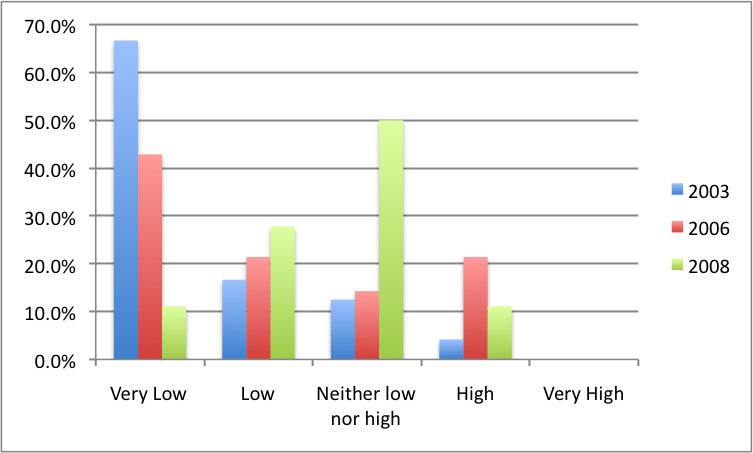 70.0%
60.0%
50.0%
40.0%
30.0%
20.0%
10.0%
0.0%
Very Low
Low
Neither low
nor high
High
Very High
2003
2006
2008